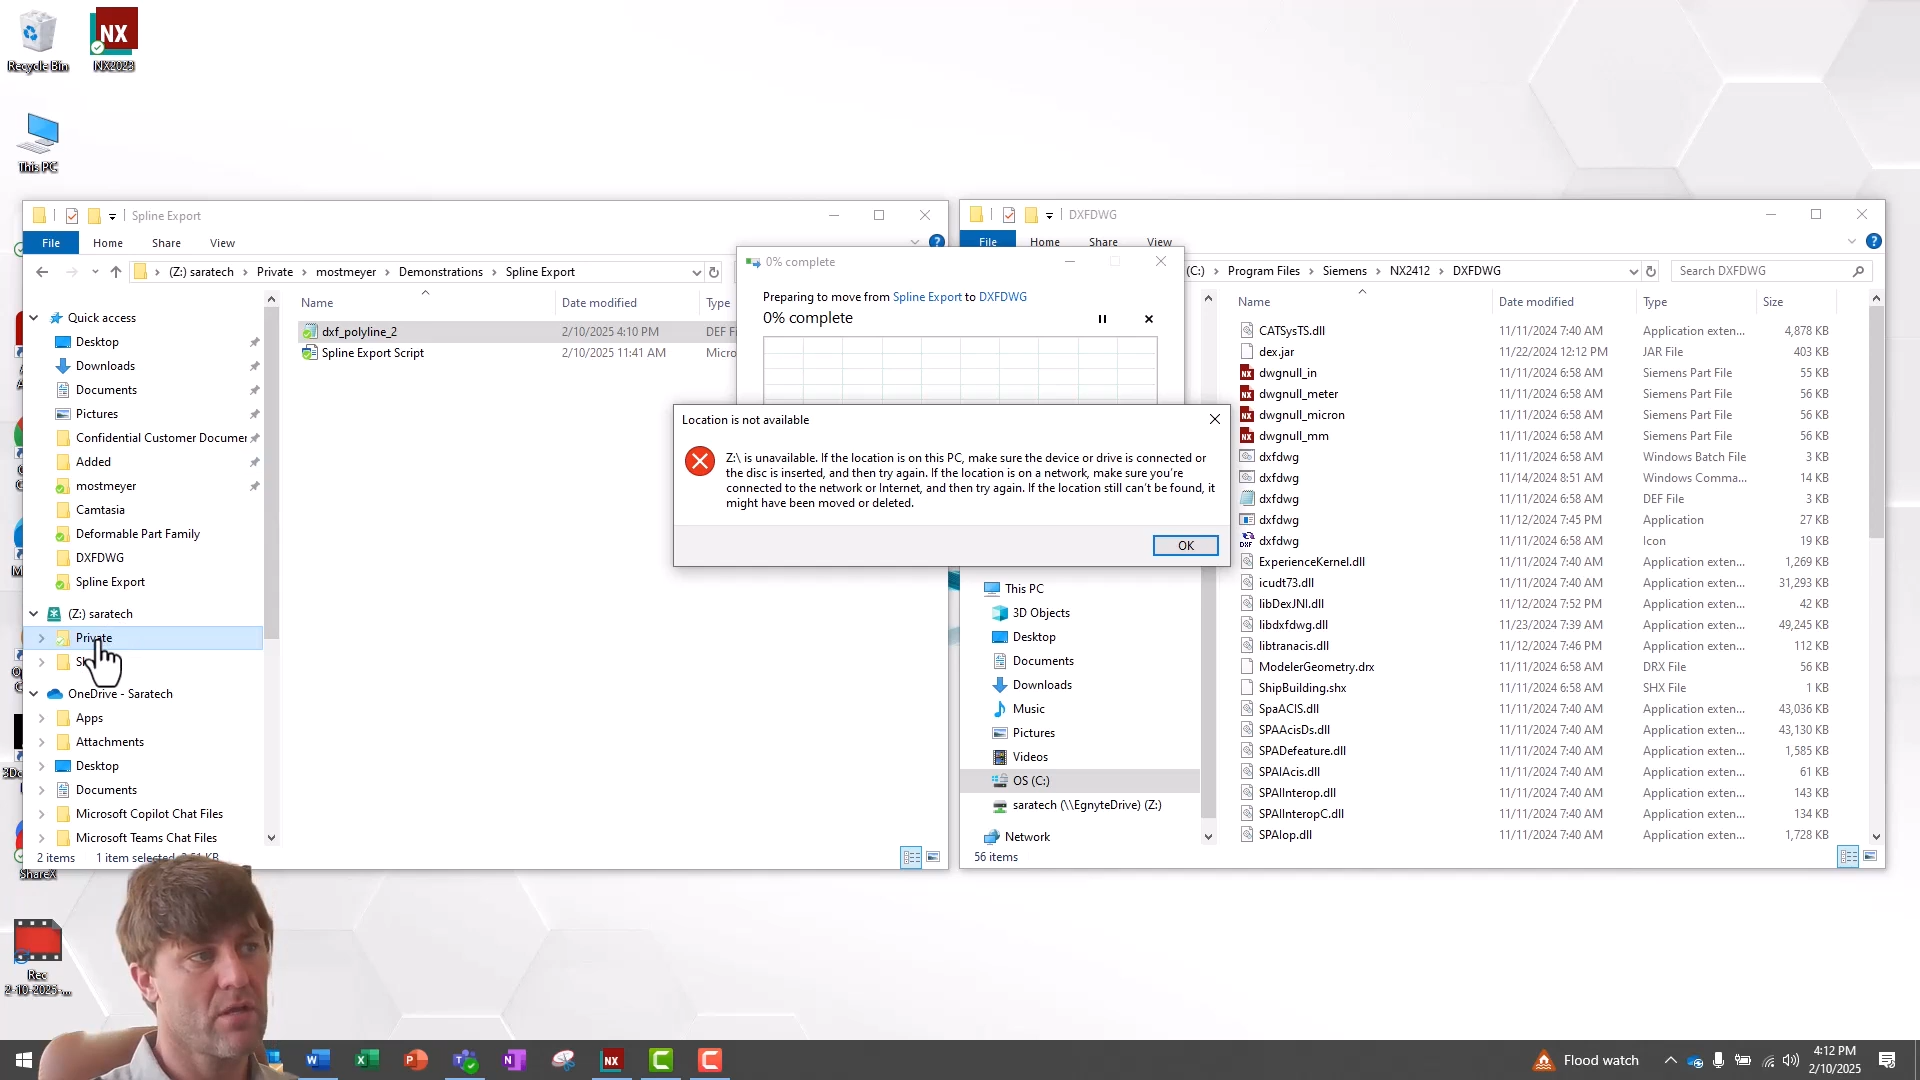 Recycle Bin
NX
NX2023
This PC
Spline Export
File
Home
Share
View
(Z:) saratech
Private
mostmeyer
Demonstrations
Spline Export
Name
Date modified
Type
dxf_polyline_2
2/10/2025 4:10 PM
Spline Export Script
2/10/2025 11:41 AM
Quick access
Desktop
Downloads
Documents
Pictures
Confidential Customer Documer
Added
mostmeyer
Camtasia
Deformable Part Family
DXFDWG
Spline Export
(Z:) saratech
Private
OneDrive - Saratech
Apps
Attachments
Desktop
Documents
Microsoft Copilot Chat Files
Microsoft Teams Chat Files
2 items
1 item selected
0% complete
Preparing to move from Spline Export to DXFDWG
0% complete
Location is not available
Z:\ is unavailable. If the location is on this PC, make sure the device or drive is connected or
the disc is inserted, and then try again. If the location is on a network, make sure you're
connected to the network or Internet, and then try again. If the location still can't be found, it
might have been moved or deleted.
OK
DXFDWG
File
Home
Share
View
(C:)
Program Files
Siemens
NX2412
DXFDWG
Search DXFDWG
Name
Date modified
Type
Size
CATSysTS.dll 11/11/2024 7:40 AM Application exten... 4,878 KB
dex.jar 11/22/2024 12:12 PM JAR File 403 KB
dwgnull_in 11/11/2024 6:58 AM Siemens Part File 55 KB
dwgnull_meter 11/11/2024 6:58 AM Siemens Part File 56 KB
dwgnull_micron 11/11/2024 6:58 AM Siemens Part File 56 KB
dwgnull_mm 11/11/2024 6:58 AM Siemens Part File 56 KB
dxfdwg 11/11/2024 6:58 AM Windows Batch File 3 KB
dxfdwg 11/14/2024 8:51 AM Windows Comma... 14 KB
dxfdwg 11/11/2024 6:58 AM DEF File 3 KB
dxfdwg 11/12/2024 7:45 PM Application 27 KB
dxfdwg 11/11/2024 6:58 AM Icon 19 KB
ExperienceKernel.dll 11/11/2024 7:40 AM Application exten... 1,269 KB
icudt73.dll 11/11/2024 7:40 AM Application exten... 31,293 KB
libDexJNI.dll 11/12/2024 7:52 PM Application exten... 42 KB
libdxfdwg.dll 11/23/2024 7:39 AM Application exten... 49,245 KB
libtranacis.dll 11/12/2024 7:46 PM Application exten... 112 KB
ModelerGeometry.drx 11/11/2024 6:58 AM DRX File 56 KB
ShipBuilding.shx 11/11/2024 6:58 AM SHX File 1 KB
SpaACIS.dll 11/11/2024 7:40 AM Application exten... 43,036 KB
SPAAcisDs.dll 11/11/2024 7:40 AM Application exten... 43,130 KB
SPADefeature.dll 11/11/2024 7:40 AM Application exten... 1,585 KB
SPAIAcis.dll 11/11/2024 7:40 AM Application exten... 61 KB
SPAIInterop.dll 11/11/2024 7:40 AM Application exten... 143 KB
SPAIInteropC.dll 11/11/2024 7:40 AM Application exten... 134 KB
SPAIop.dll 11/11/2024 7:40 AM Application exten... 1,728 KB
This PC
3D Objects
Desktop
Documents
Downloads
Music
Pictures
Videos
OS (C:)
saratech (\\EgnyteDrive) (Z:)
Network
56 items
ShareX
Rec
2-10-2025-...
Flood watch
4:12 PM
2/10/2025